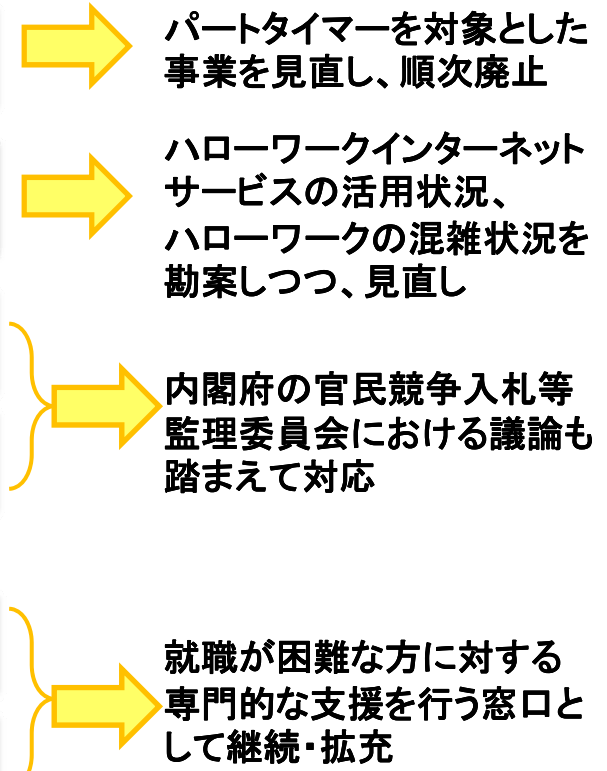 パートタイマーを対象とした
事業を見直し、順次廃止
ハローワークインターネット
サービスの活用状況、
ハローワークの混雑状況を
勘案しつつ、見直し
内閣府の官民競争入札等
監理委員会における議論も
踏まえて対応
就職が困難な方に対する
専門的な支援を行う窓口と
して継続・拡充